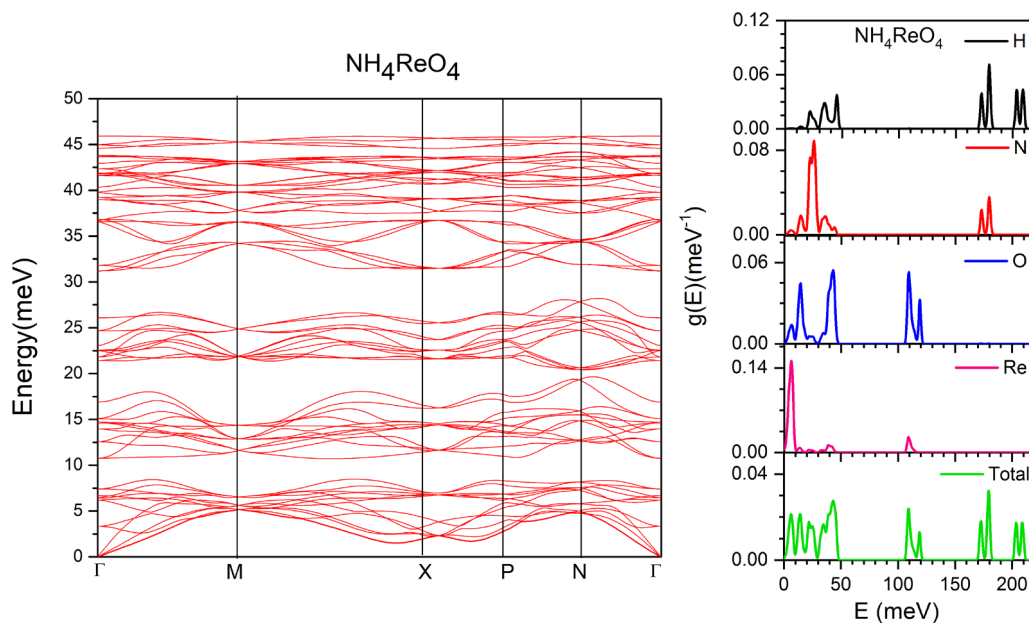 NH₄ReO₄
Energy(meV)
50
45
40
35
30
25
20
15
10
5
0
Γ M X P N Γ
g(E)(meV⁻¹)
NH₄ReO₄
H
0.12
0.06
0.00
N
0.08
0.00
O
0.06
0.00
Re
0.14
0.00
Total
0.04
0.00
0 50 100 150 200
E (meV)